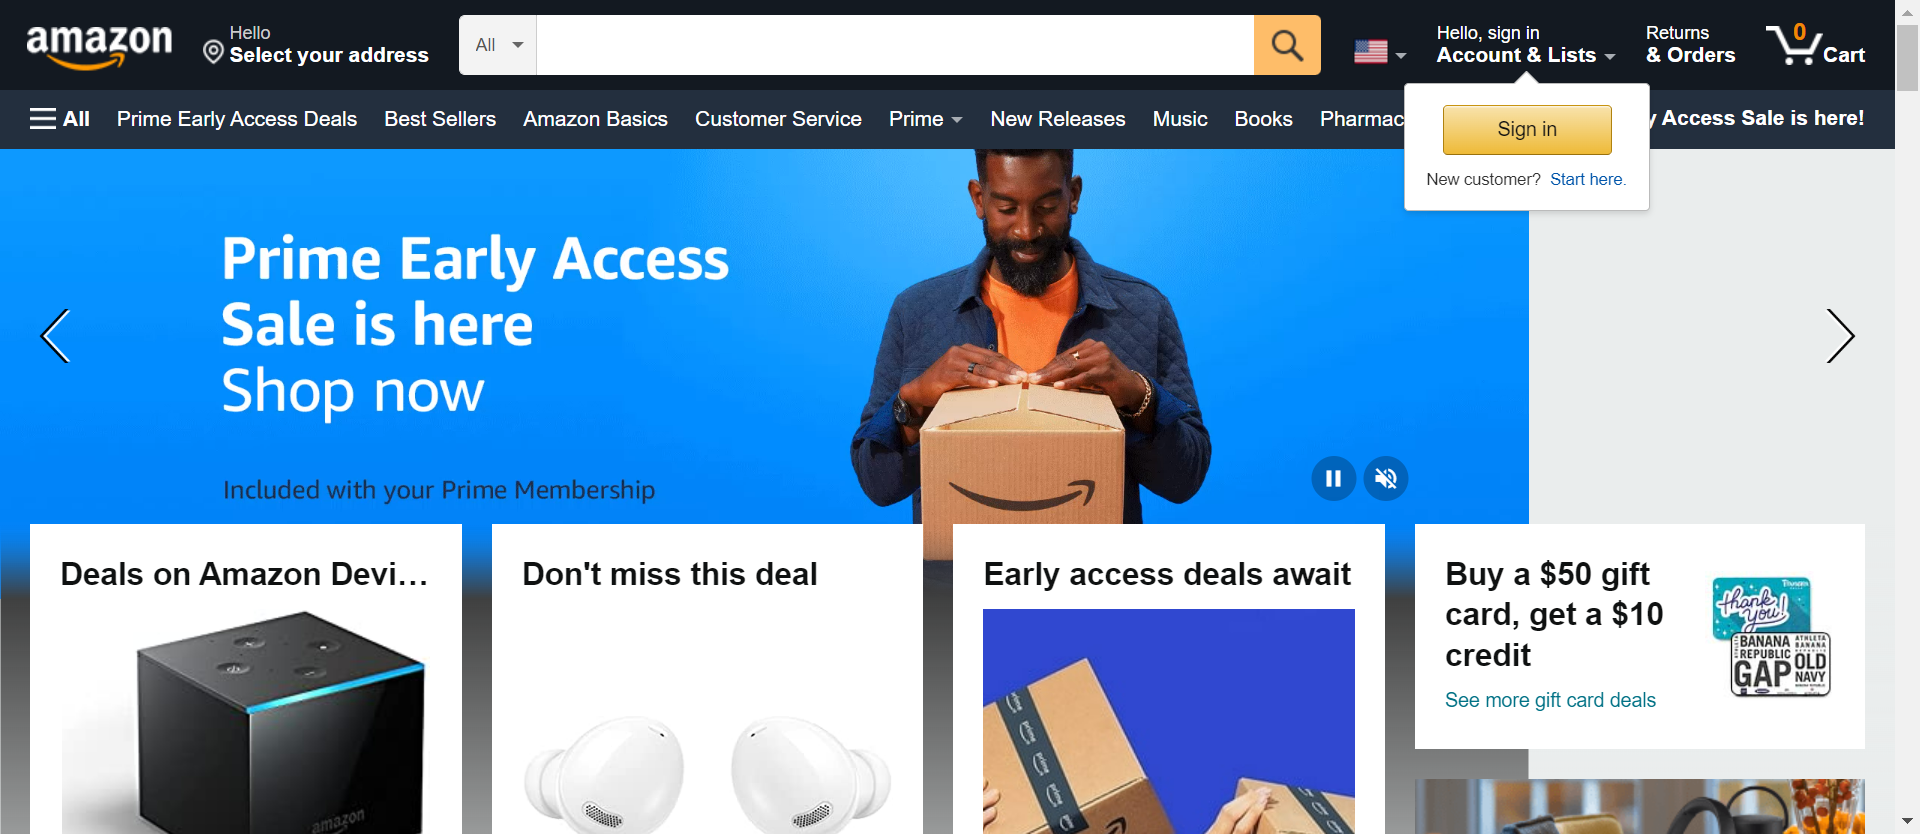 amazon
Hello
Select your address
All
Hello, sign in
Account & Lists
Returns
& Orders
0
Cart
All
Prime Early Access Deals
Best Sellers
Amazon Basics
Customer Service
Prime
New Releases
Music
Books
Pharmac
y Access Sale is here!
Sign in
New customer? Start here.
Prime Early Access
Sale is here
Shop now
Included with your Prime Membership
Deals on Amazon Devi…
amazon
Don't miss this deal
Early access deals await
prime
prime
prime
prime
Buy a $50 gift
card, get a $10
credit
See more gift card deals
thank
you!
BANANA
REPUBLIC
GAP
ATHLETA
BANANA
OLD
NAVY